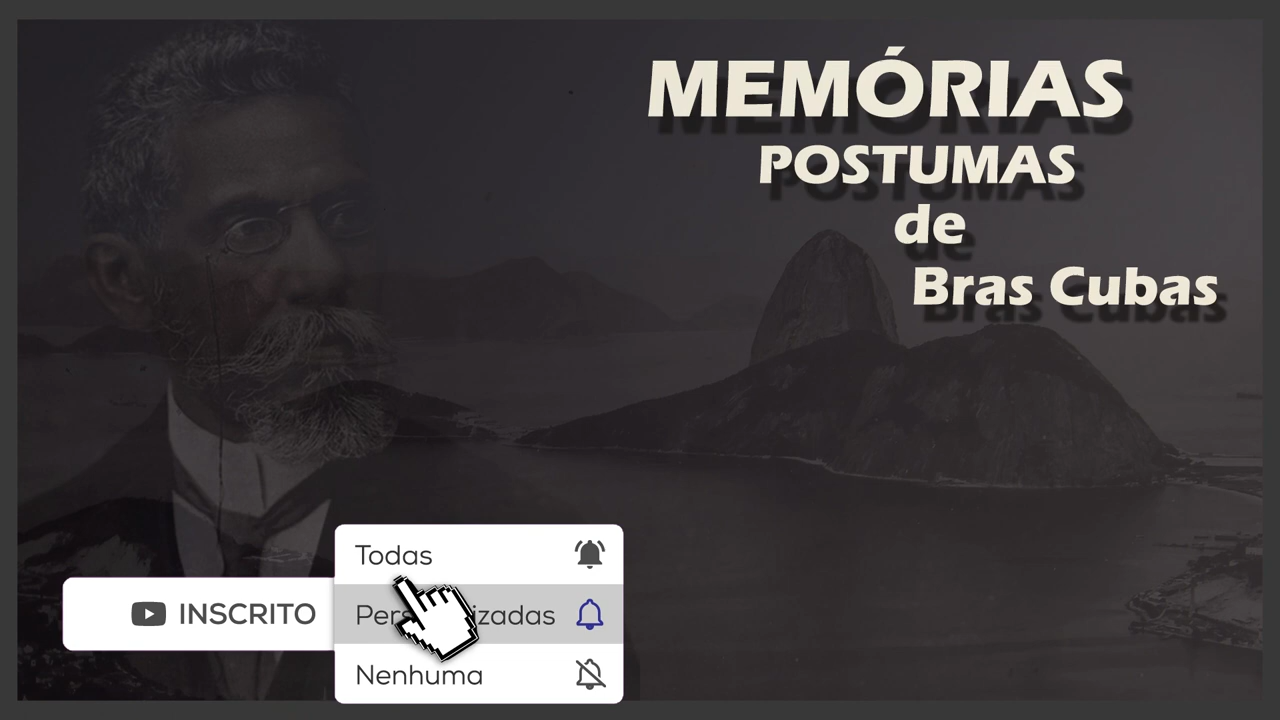 MEMÓRIAS
POSTUMAS
de
Bras Cubas
Todas
INSCRITO
Nenhuma